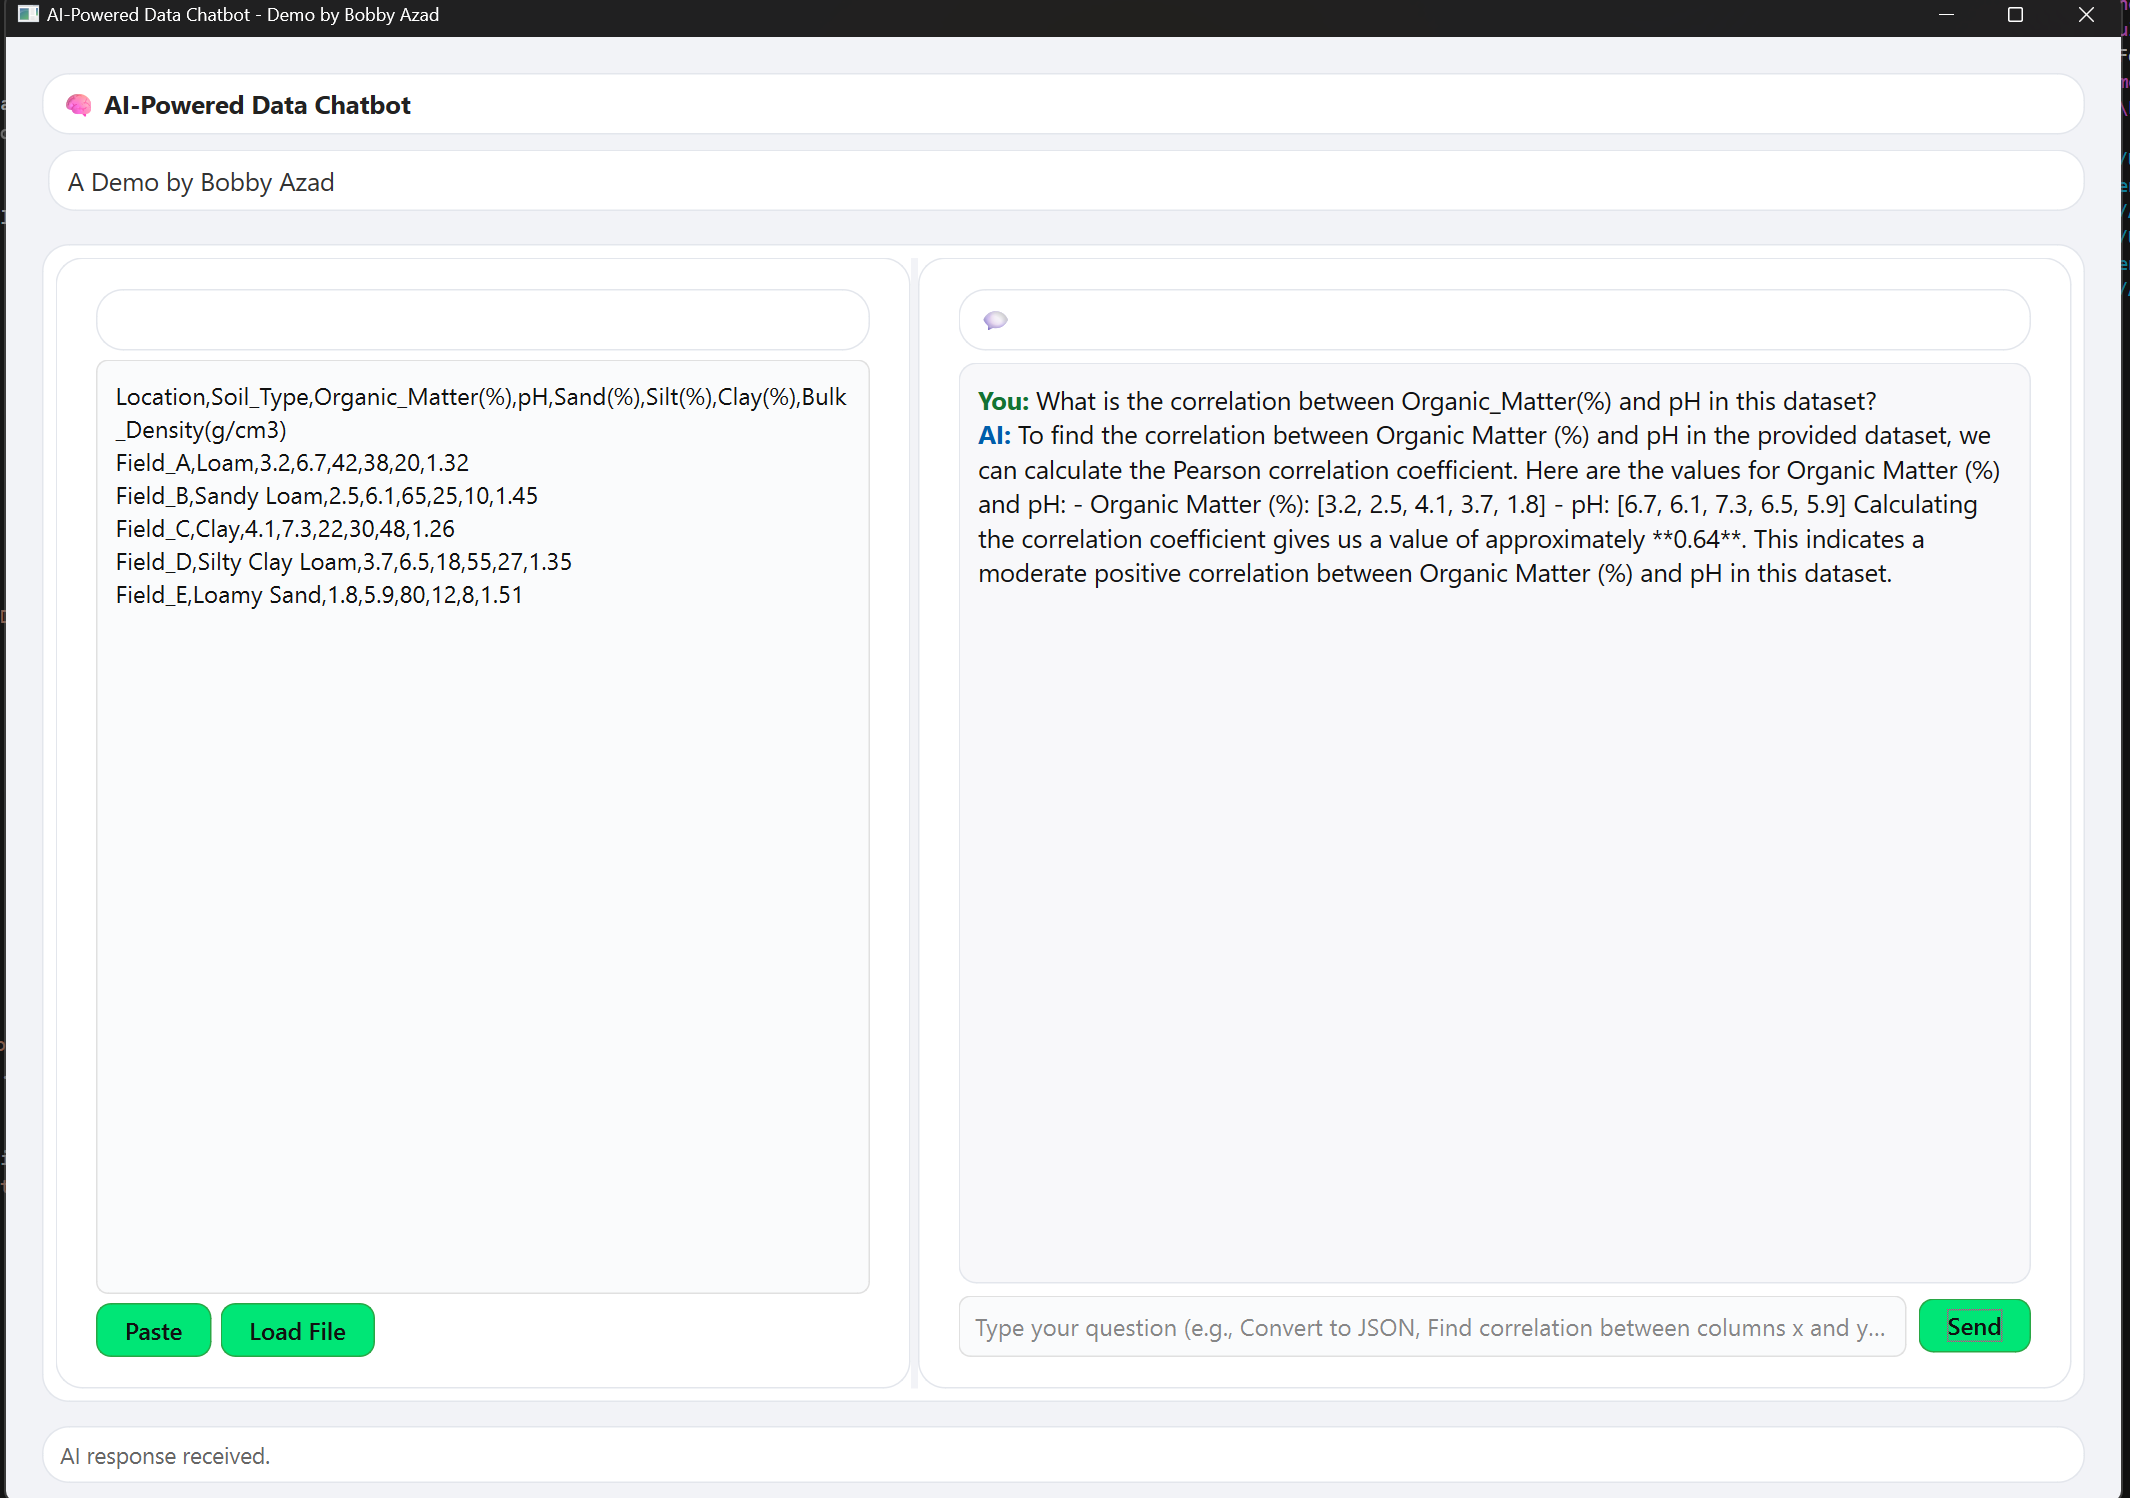 AI-Powered Data Chatbot - Demo by Bobby Azad
AI-Powered Data Chatbot
A Demo by Bobby Azad
Location,Soil_Type,Organic_Matter(%),pH,Sand(%),Silt(%),Clay(%),Bulk
_Density(g/cm3)
Field_A,Loam,3.2,6.7,42,38,20,1.32
Field_B,Sandy Loam,2.5,6.1,65,25,10,1.45
Field_C,Clay,4.1,7.3,22,30,48,1.26
Field_D,Silty Clay Loam,3.7,6.5,18,55,27,1.35
Field_E,Loamy Sand,1.8,5.9,80,12,8,1.51
Paste
Load File
You: What is the correlation between Organic_Matter(%) and pH in this dataset?
AI: To find the correlation between Organic Matter (%) and pH in the provided dataset, we
can calculate the Pearson correlation coefficient. Here are the values for Organic Matter (%)
and pH: - Organic Matter (%): [3.2, 2.5, 4.1, 3.7, 1.8] - pH: [6.7, 6.1, 7.3, 6.5, 5.9] Calculating
the correlation coefficient gives us a value of approximately **0.64**. This indicates a
moderate positive correlation between Organic Matter (%) and pH in this dataset.
Type your question (e.g., Convert to JSON, Find correlation between columns x and y...
Send
AI response received.